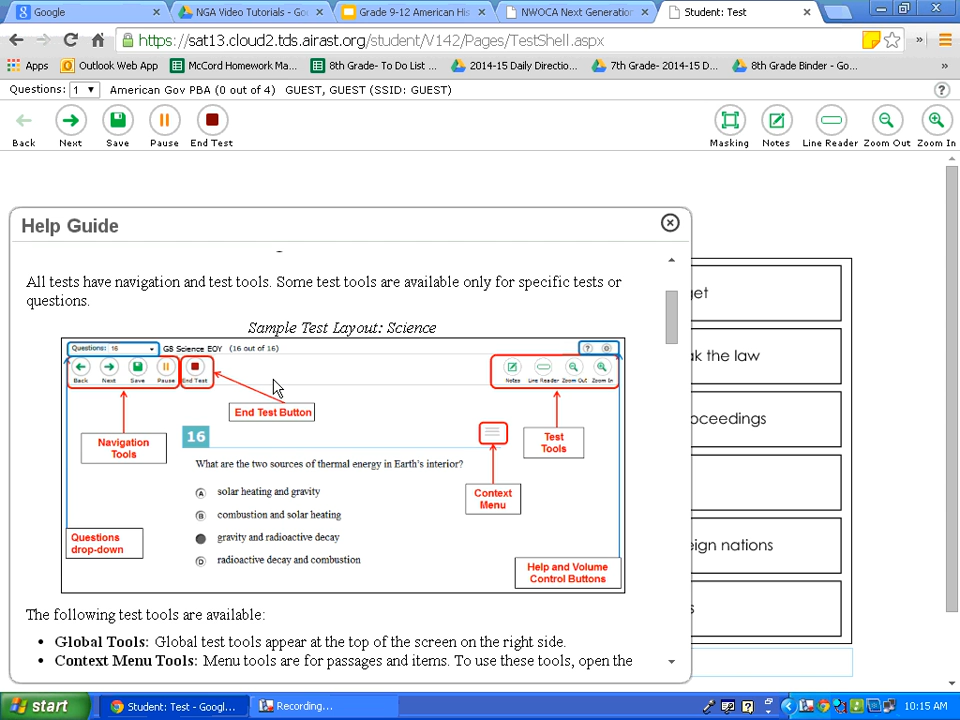 Google
NGA Video Tutorials - Go
Grade 9-12 American His
NWOCA Next Generation
Student: Test
https://sat13.cloud2.tds.airast.org/student/V142/Pages/TestShell.aspx
Apps
Outlook Web App
McCord Homework Ma...
8th Grade- To Do List ...
2014-15 Daily Directio...
7th Grade- 2014-15 D...
8th Grade Binder - Go...
Questions: 1 American Gov PBA (0 out of 4) GUEST, GUEST (SSID: GUEST)
Back Next Save Pause End Test Masking Notes Line Reader Zoom Out Zoom In
Help Guide
All tests have navigation and test tools. Some test tools are available only for specific tests or
questions.
Sample Test Layout: Science
Questions: 16 G8 Science EOY (16 out of 16)
Back Next Save Pause End Test Notes Line Reader Zoom Out Zoom In
End Test Button
Navigation
Tools
16
Test
Tools
What are the two sources of thermal energy in Earth's interior?
A solar heating and gravity
Context
Menu
B combustion and solar heating
gravity and radioactive decay
Questions
drop-down
D radioactive decay and combustion
Help and Volume
Control Buttons
The following test tools are available:
• Global Tools: Global test tools appear at the top of the screen on the right side.
• Context Menu Tools: Menu tools are for passages and items. To use these tools, open the
get
ak the law
oceedings
eign nations
s
start
Student: Test - Googl...
Recording...
10:15 AM